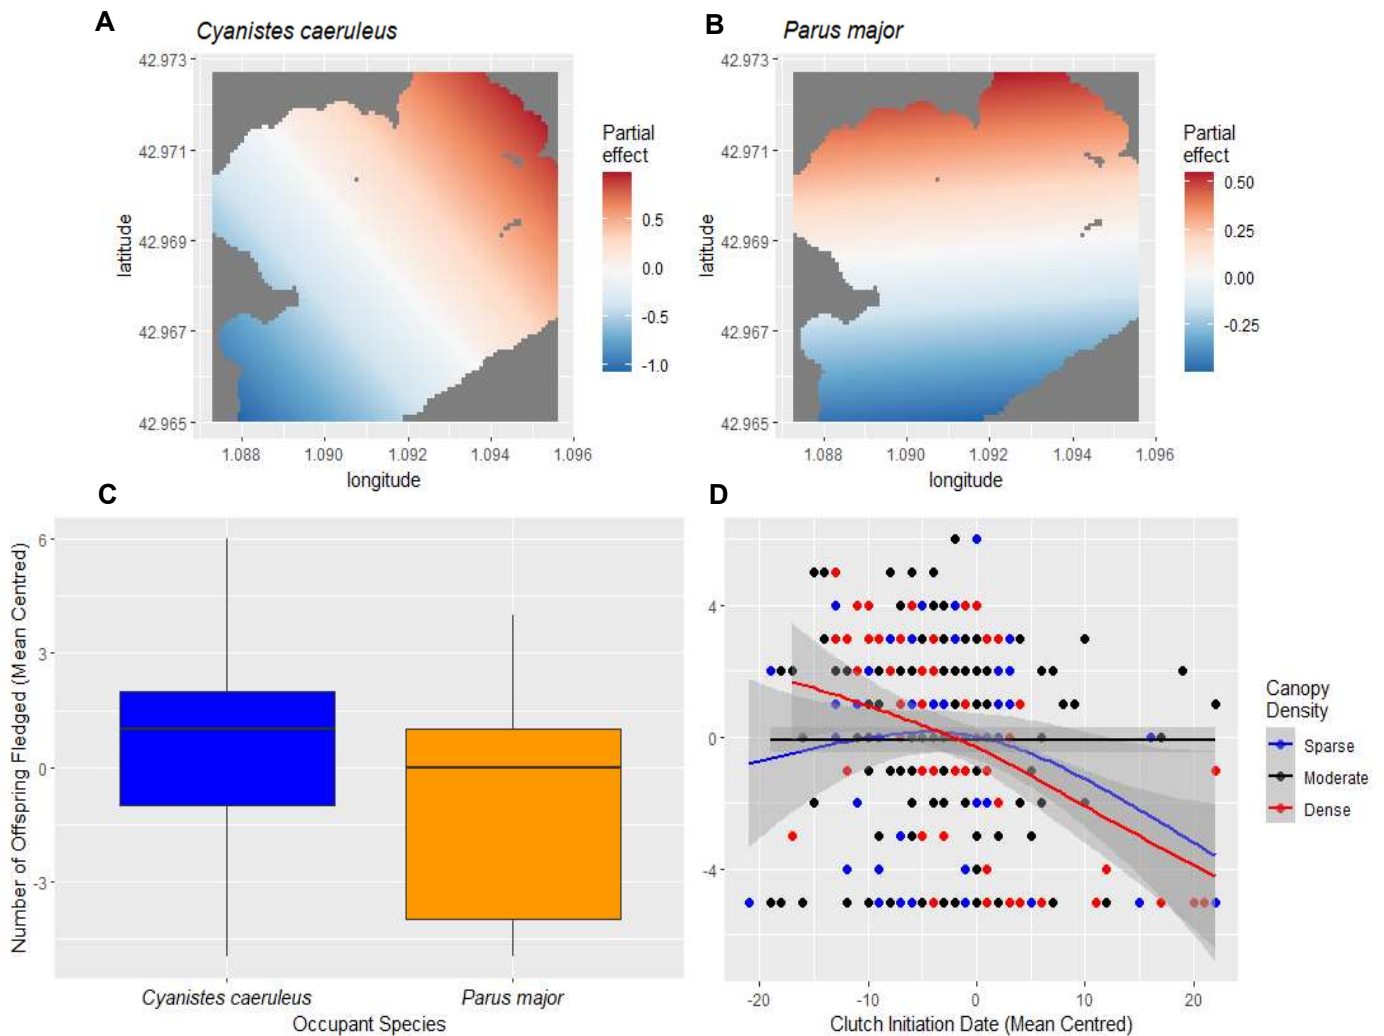 A
Cyanistes caeruleus
42.973
42.971
42.969
42.967
42.965
latitude
1.088
1.090
1.092
1.094
1.096
longitude
Partial
effect
0.5
0.0
-0.5
-1.0
B
Parus major
42.973
42.971
42.969
42.967
42.965
latitude
1.088
1.090
1.092
1.094
1.096
longitude
Partial
effect
0.50
0.25
0.00
-0.25
C
Number of Offspring Fledged (Mean Centred)
6
3
0
-3
Cyanistes caeruleus
Parus major
Occupant Species
D
4
0
-4
-20
-10
0
10
20
Clutch Initiation Date (Mean Centred)
Canopy
Density
Sparse
Moderate
Dense